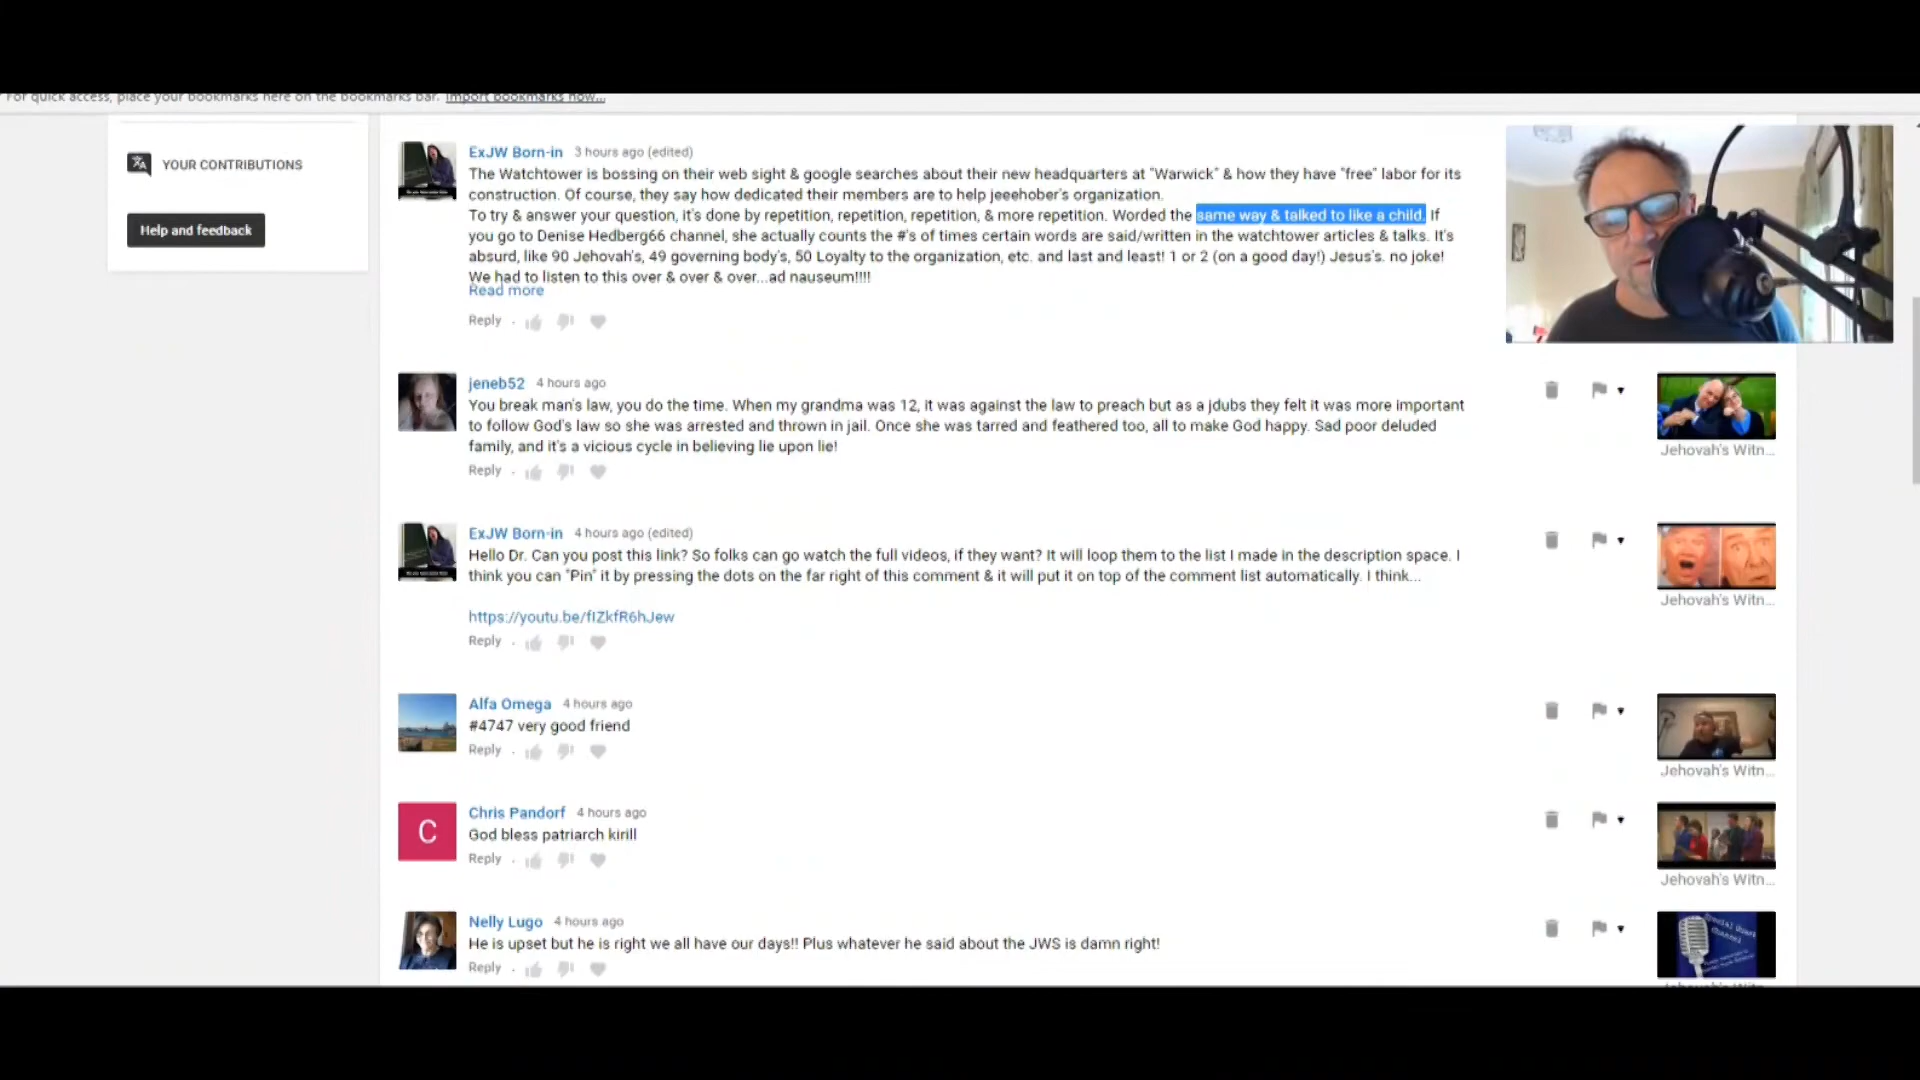 For quick access, place your bookmarks here on the bookmarks bar. Import bookmarks now...
YOUR CONTRIBUTIONS
Help and feedback
ExJW Born-in 3 hours ago (edited)
The Watchtower is bossing on their web sight & google searches about their new headquarters at "Warwick" & how they have "free" labor for its
construction. Of course, they say how dedicated their members are to help jeeehober's organization.
To try & answer your question, it's done by repetition, repetition, repetition, & more repetition. Worded the same way & talked to like a child. If
you go to Denise Hedberg66 channel, she actually counts the #'s of times certain words are said/written in the watchtower articles & talks. It's
absurd, like 90 Jehovah's, 49 governing body's, 50 Loyalty to the organization, etc. and last and least! 1 or 2 (on a good day!) Jesus's. no joke!
We had to listen to this over & over & over...ad nauseum!!!!
Read more
Reply
jeneb52 4 hours ago
You break man's law, you do the time. When my grandma was 12, it was against the law to preach but as a jdubs they felt it was more important
to follow God's law so she was arrested and thrown in jail. Once she was tarred and feathered too, all to make God happy. Sad poor deluded
family, and it's a vicious cycle in believing lie upon lie!
Reply
Jehovah's Witn...
ExJW Born-in 4 hours ago (edited)
Hello Dr. Can you post this link? So folks can go watch the full videos, if they want? It will loop them to the list I made in the description space. I
think you can "Pin" it by pressing the dots on the far right of this comment & it will put it on top of the comment list automatically. I think...
https://youtu.be/fIZkfR6hJew
Reply
Jehovah's Witn...
Alfa Omega 4 hours ago
#4747 very good friend
Reply
Jehovah's Witn...
C
Chris Pandorf 4 hours ago
God bless patriarch kirill
Reply
Jehovah's Witn...
Nelly Lugo 4 hours ago
He is upset but he is right we all have our days!! Plus whatever he said about the JWS is damn right!
Reply